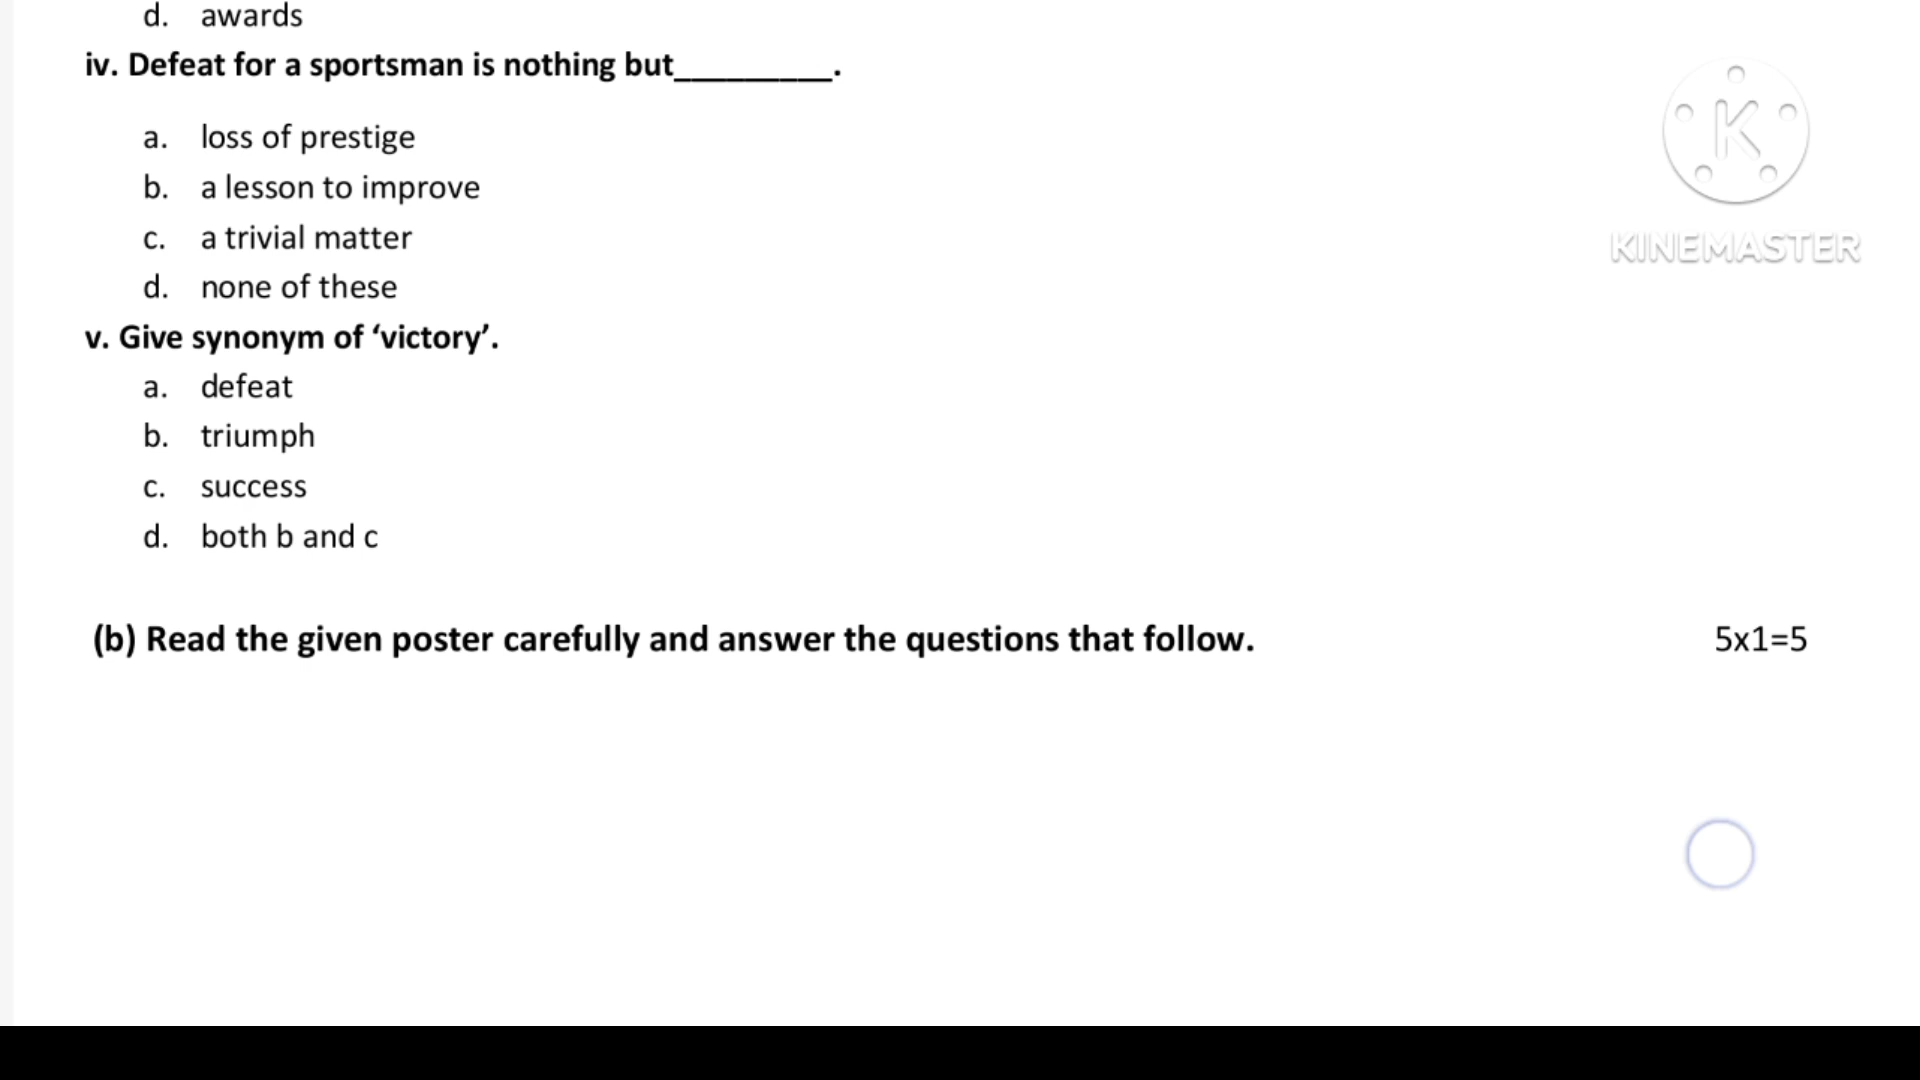 d. awards
iv. Defeat for a sportsman is nothing but_________.
a. loss of prestige
b. a lesson to improve
c. a trivial matter
d. none of these
v. Give synonym of ‘victory’.
a. defeat
b. triumph
c. success
d. both b and c
(b) Read the given poster carefully and answer the questions that follow. 5x1=5
K
KINEMASTER